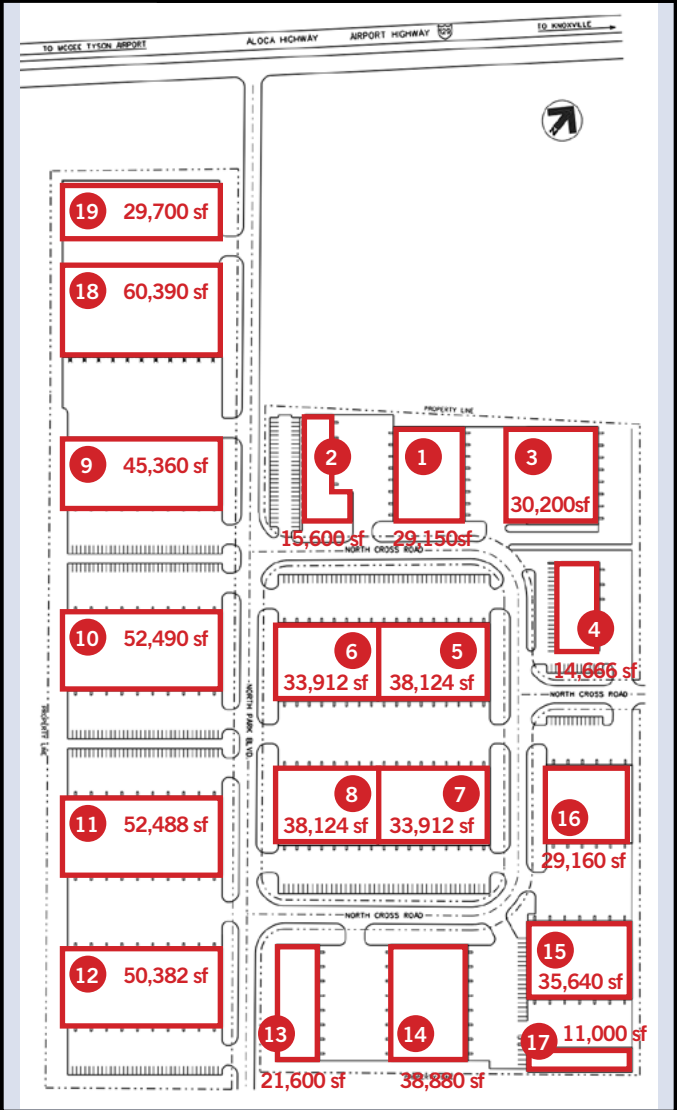 TO MCGEE TYSON AIRPORT
ALOCA HIGHWAY
AIRPORT HIGHWAY
129
TO KNOXVILLE
19 29,700 sf
18 60,390 sf
9 45,360 sf
PROPERTY LINE
2
15,600 sf
1
29,150sf
3
30,200sf
NORTH CROSS ROAD
4
14,666 sf
10 52,490 sf
6
33,912 sf
5
38,124 sf
NORTH CROSS ROAD
NORTH PARK BLVD.
PROPERTY LINE
11 52,488 sf
8
38,124 sf
7
33,912 sf
16
29,160 sf
NORTH CROSS ROAD
12 50,382 sf
15
35,640 sf
13
21,600 sf
14
38,880 sf
17 11,000 sf